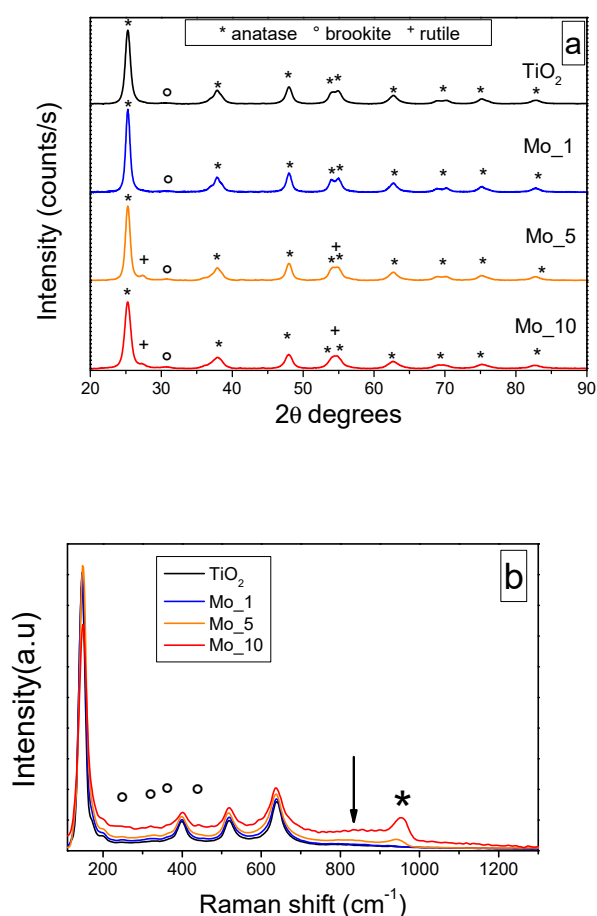 * anatase ° brookite + rutile
a
TiO₂
Mo_1
Mo_5
Mo_10
Intensity (counts/s)
20 30 40 50 60 70 80 90
2θ degrees
b
TiO₂
Mo_1
Mo_5
Mo_10
*
Intensity(a.u)
200 400 600 800 1000 1200
Raman shift (cm⁻¹)